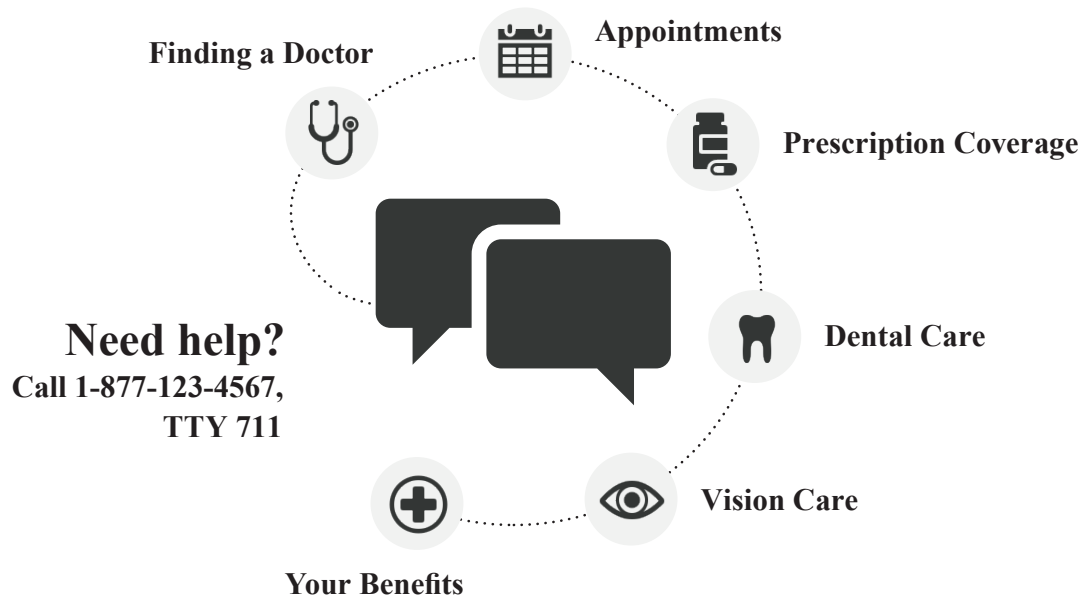 Finding a Doctor
Appointments
Prescription Coverage
Dental Care
Vision Care
Your Benefits
Need help?
Call 1-877-123-4567,
TTY 711